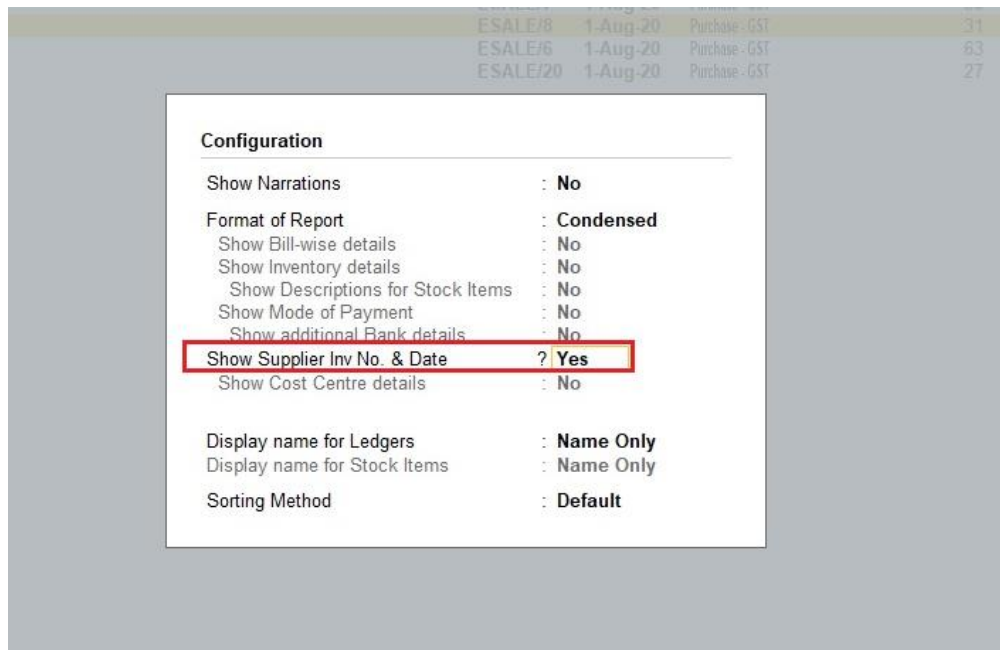 ESALE/8 1-Aug-20 Purchase - GST 31
ESALE/6 1-Aug-20 Purchase - GST 63
ESALE/20 1-Aug-20 Purchase - GST 27
Configuration
Show Narrations : No
Format of Report : Condensed
Show Bill-wise details : No
Show Inventory details : No
Show Descriptions for Stock Items : No
Show Mode of Payment : No
Show additional Bank details : No
Show Supplier Inv No. & Date ? Yes
Show Cost Centre details : No
Display name for Ledgers : Name Only
Display name for Stock Items : Name Only
Sorting Method : Default